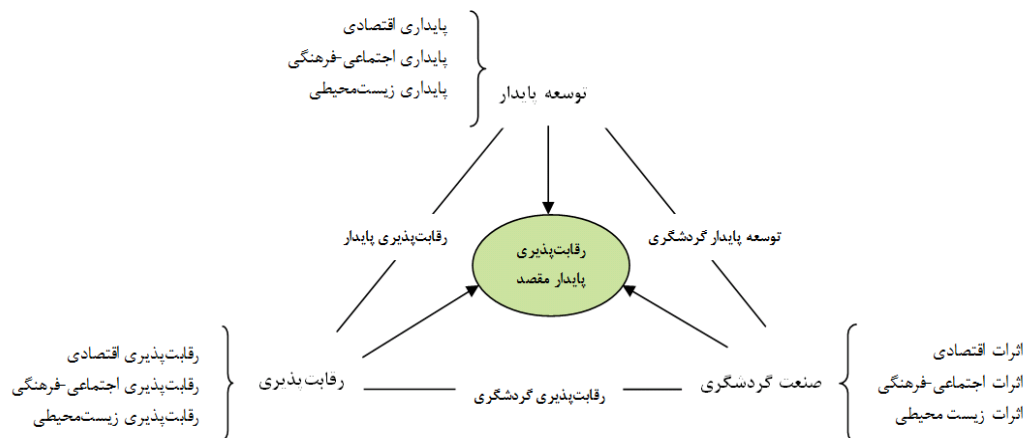 پایداری اقتصادی
پایداری اجتماعی-فرهنگی
پایداری زیست‌محیطی
توسعه پایدار
رقابت‌پذیری پایدار
توسعه پایدار گردشگری
رقابت‌پذیری
پایدار مقصد
اثرات اقتصادی
اثرات اجتماعی-فرهنگی
اثرات زیست محیطی
صنعت گردشگری
رقابت‌پذیری گردشگری
رقابت‌پذیری
رقابت‌پذیری اقتصادی
رقابت‌پذیری اجتماعی-فرهنگی
رقابت‌پذیری زیست‌محیطی